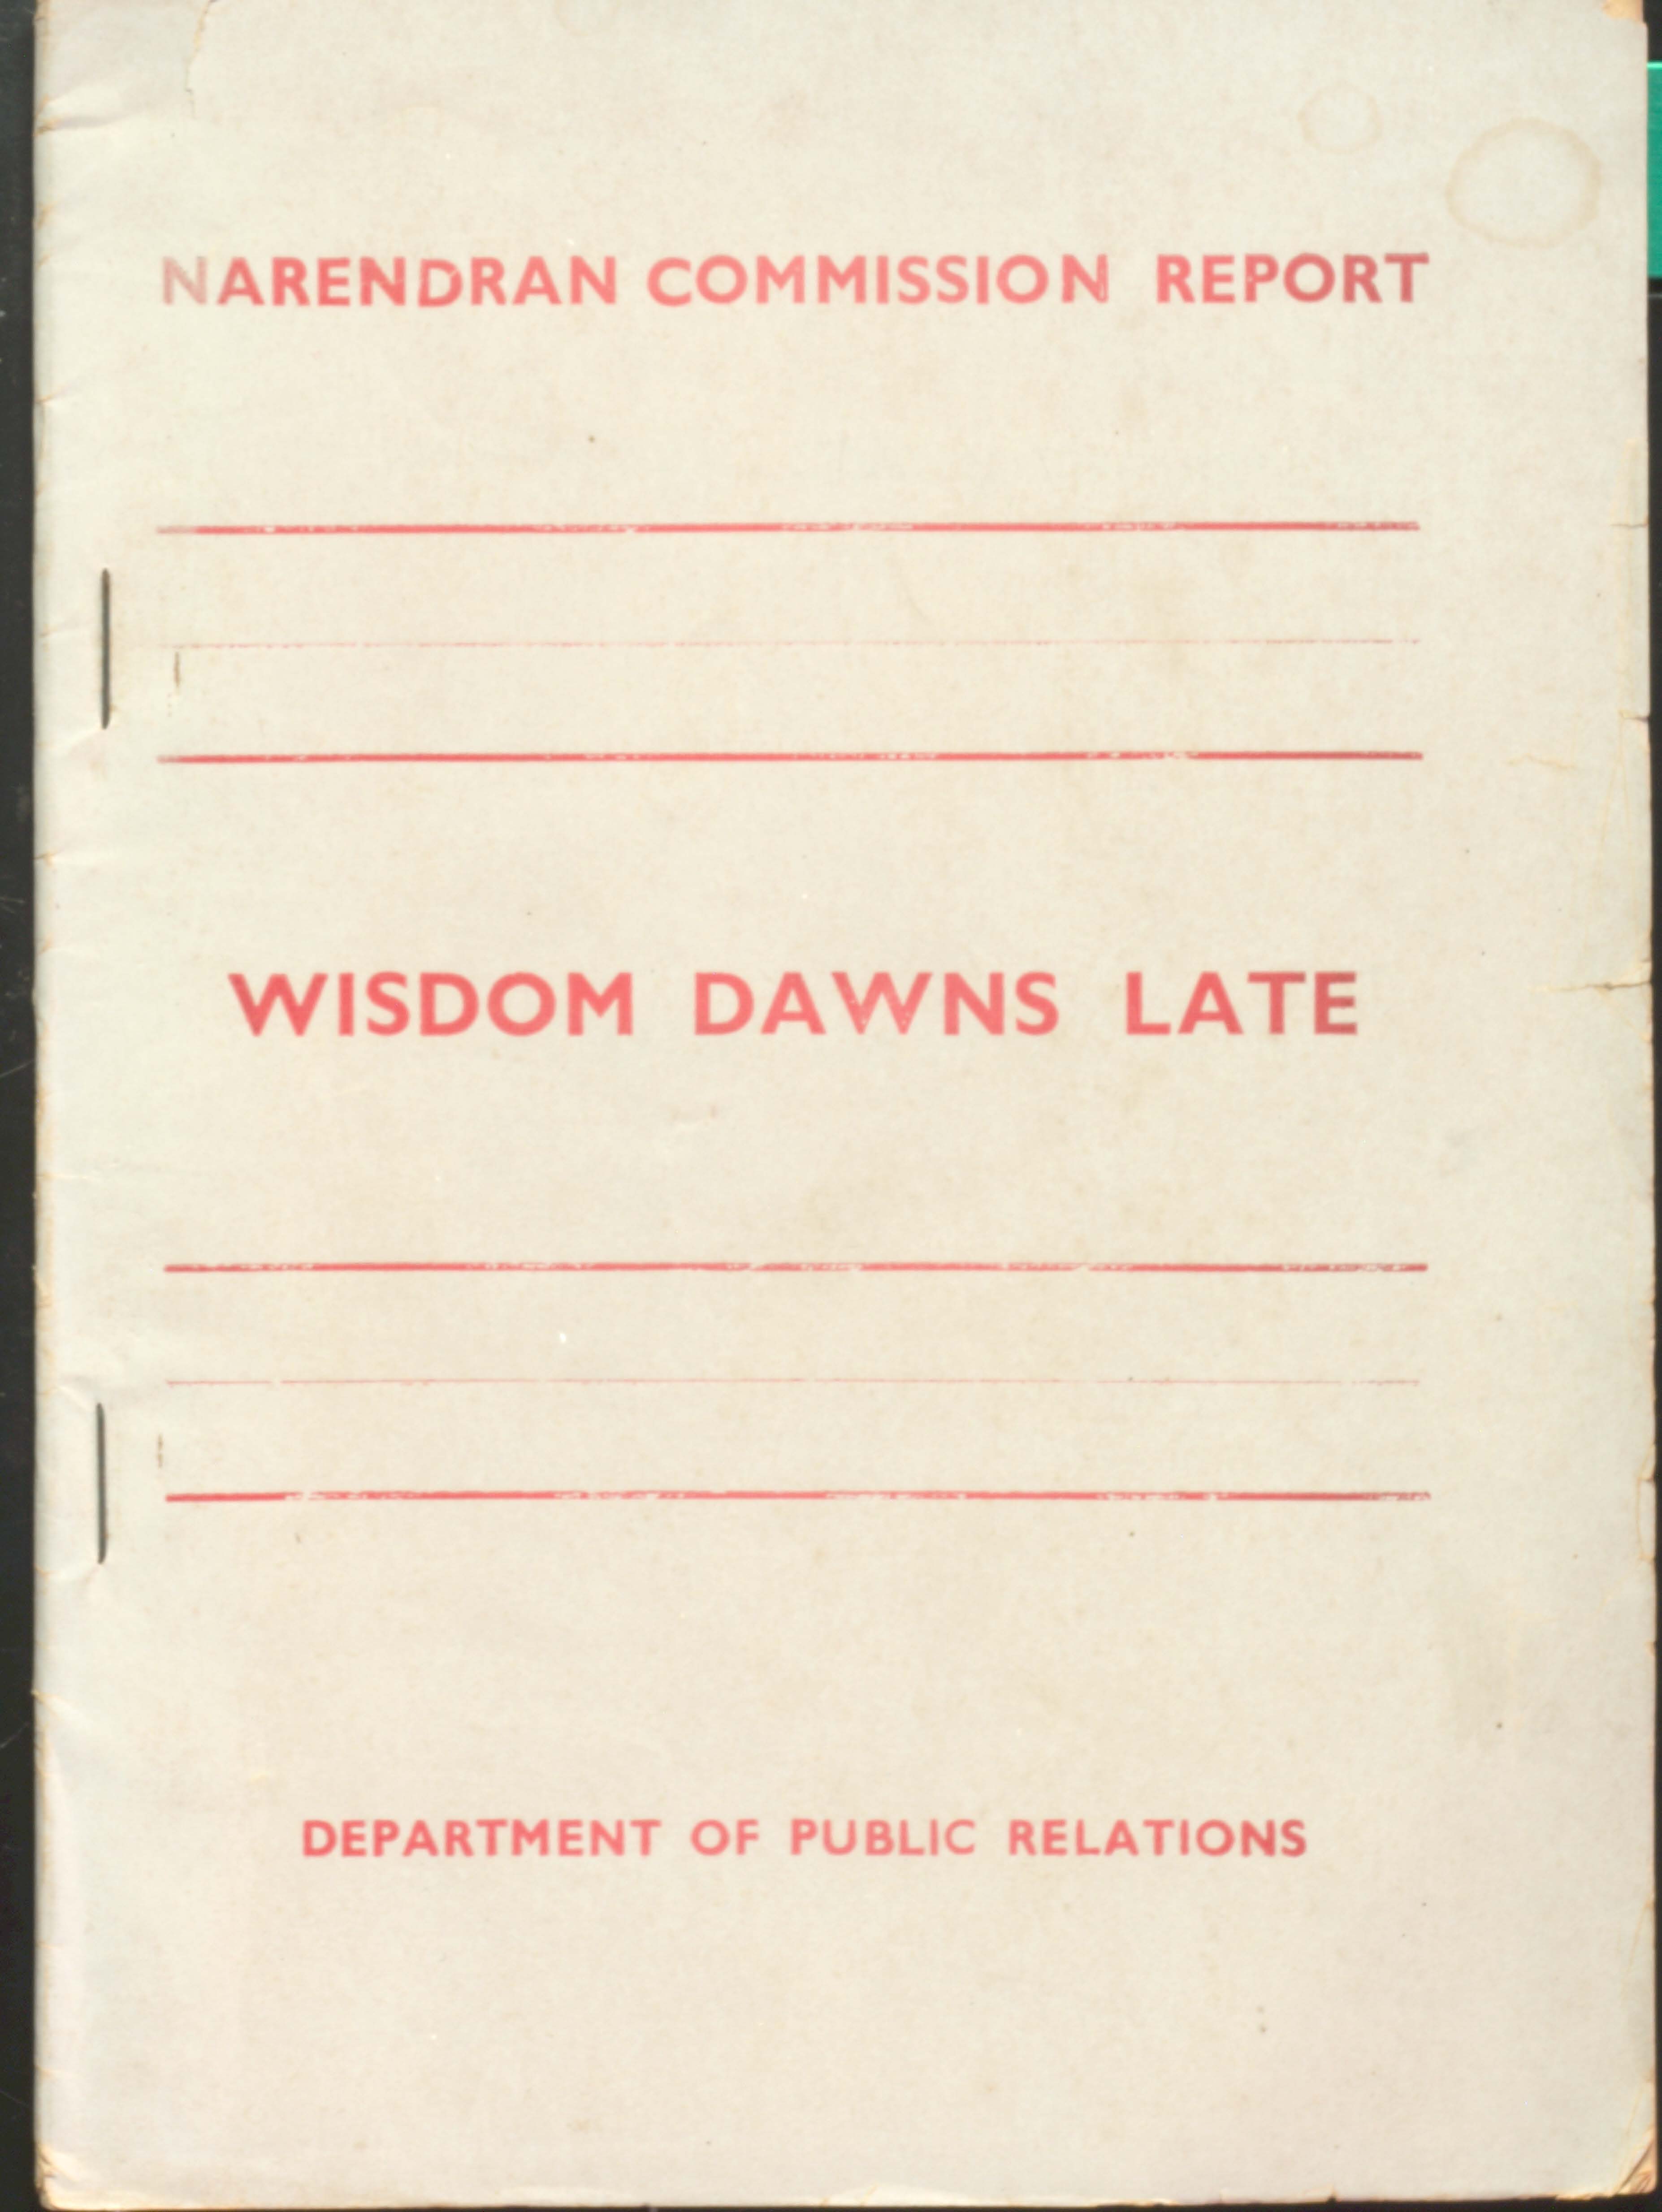 NARENDRAN COMMISSION REPORT
WISDOM DAWNS LATE
DEPARTMENT OF PUBLIC RELATIONS